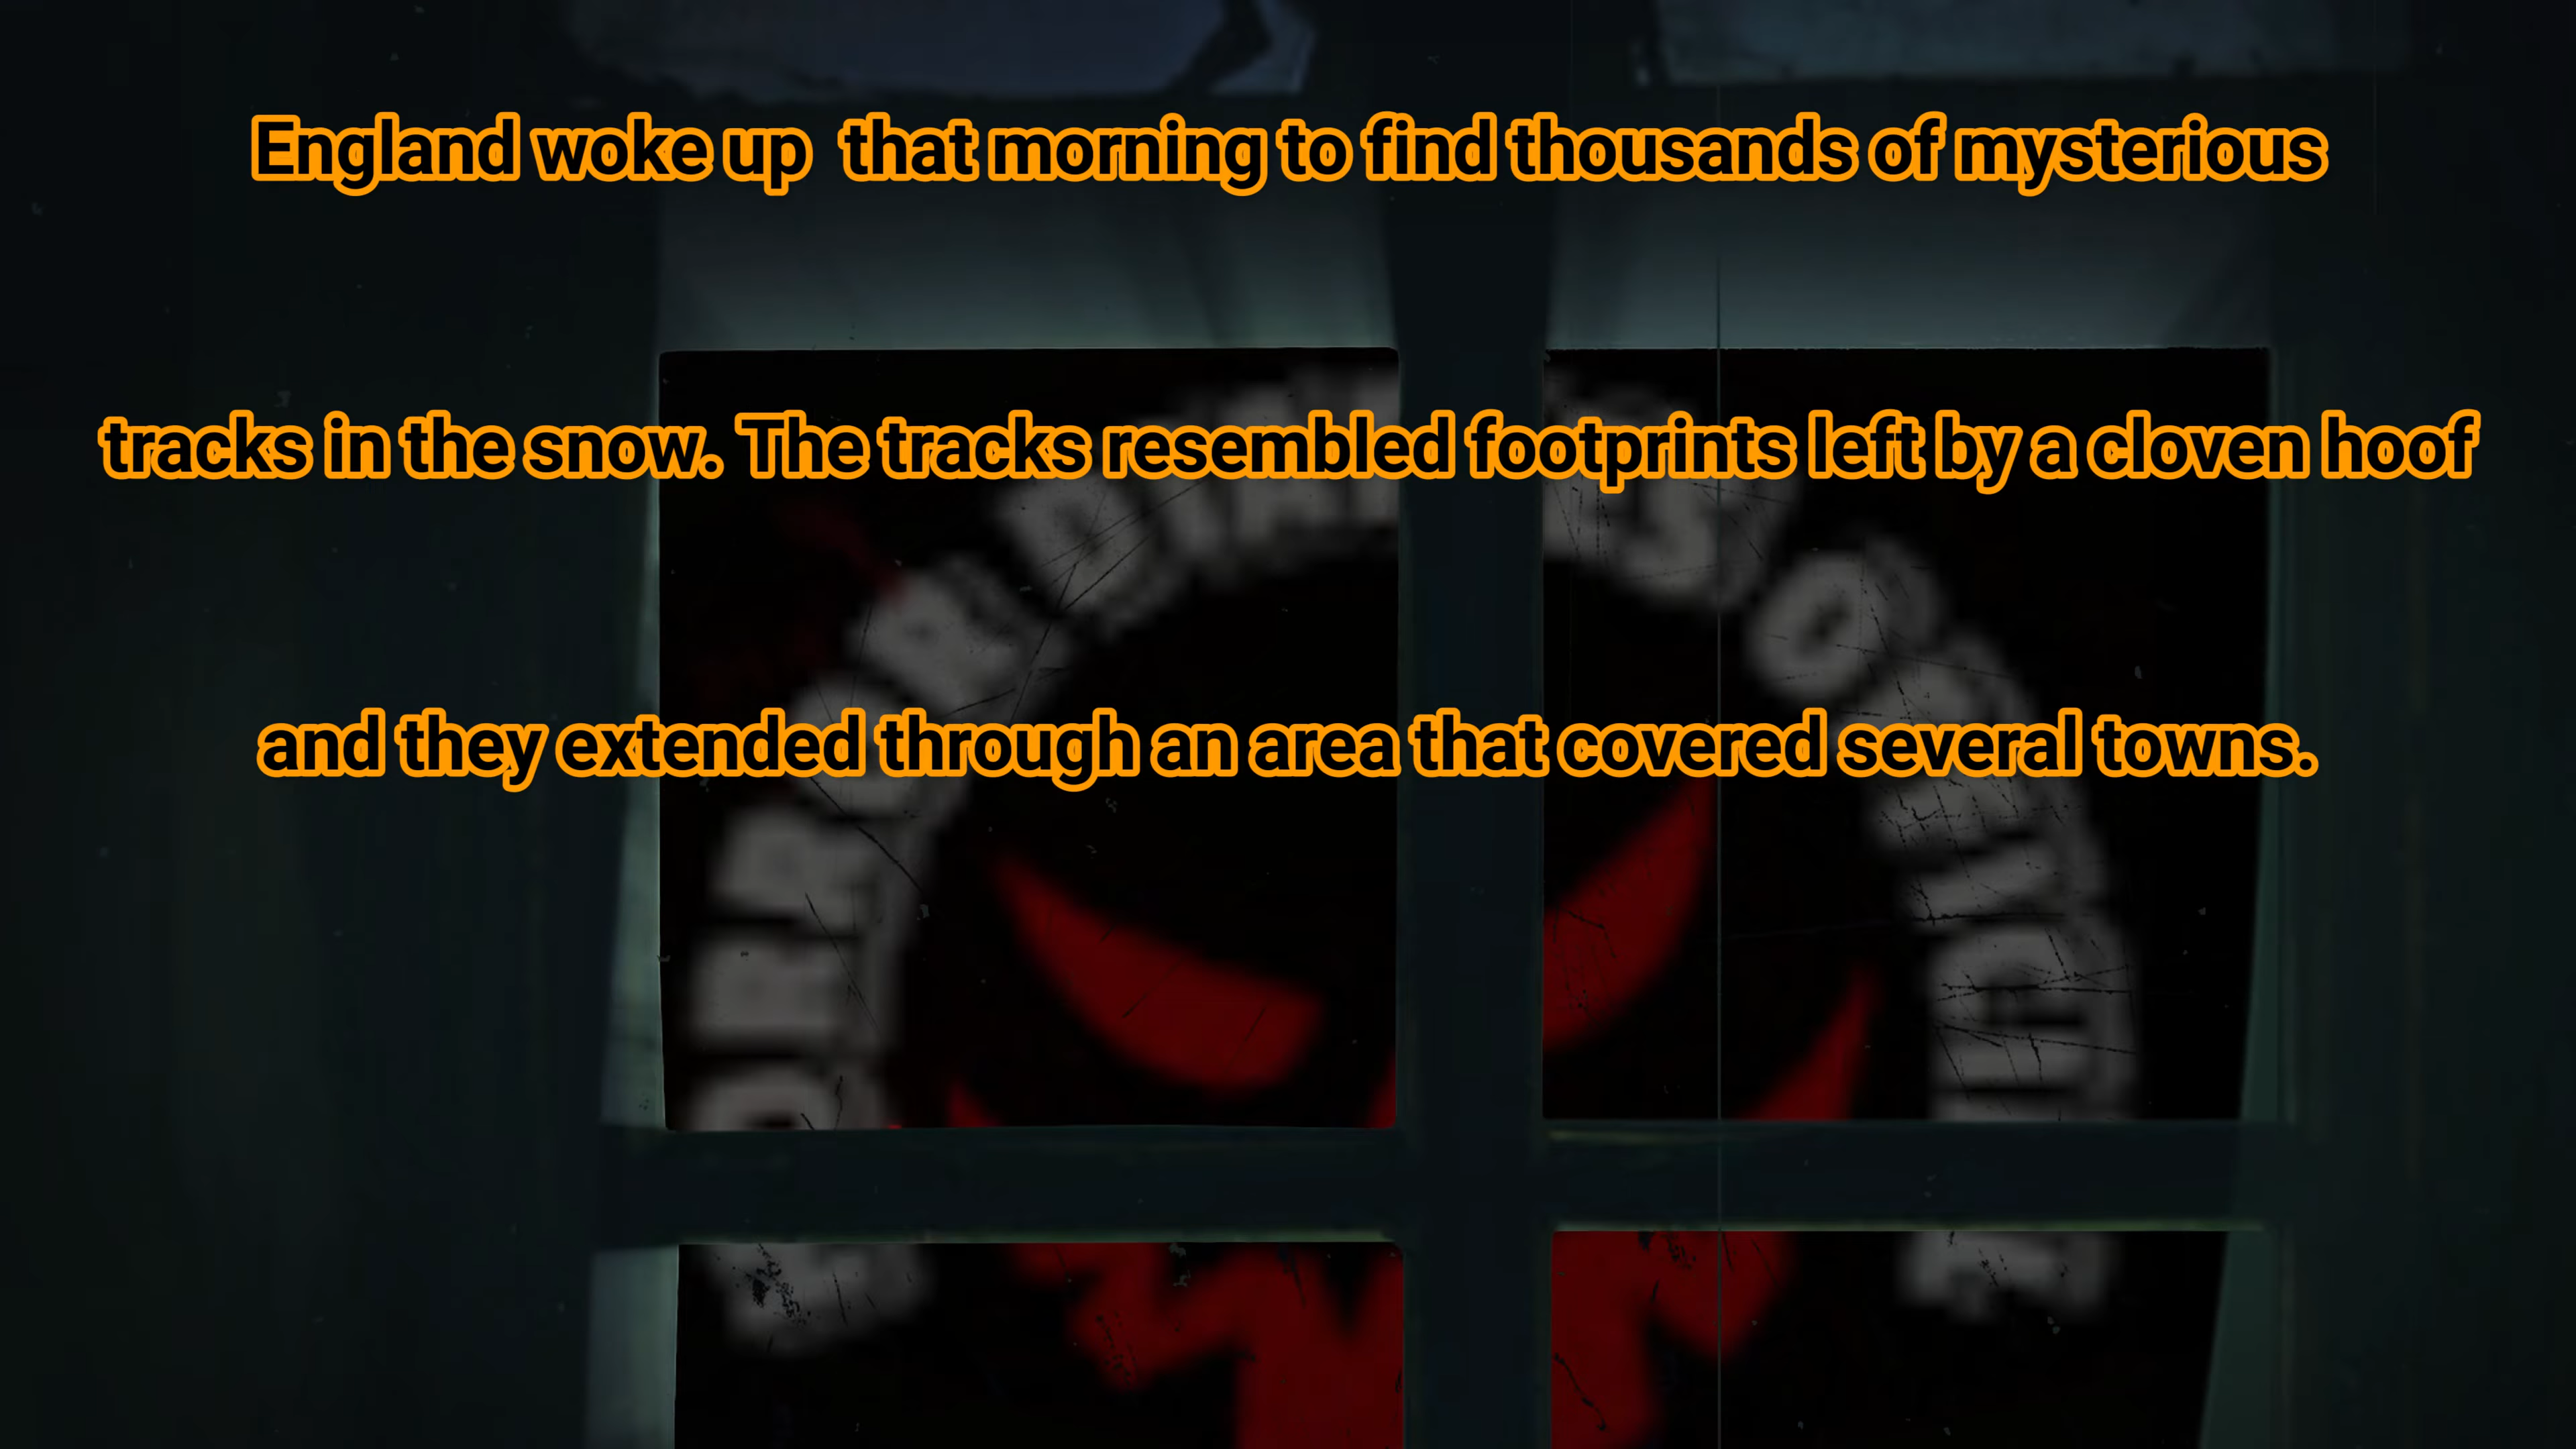 England woke up  that morning to find thousands of mysterious
tracks in the snow. The tracks resembled footprints left by a cloven hoof
and they extended through an area that covered several towns.